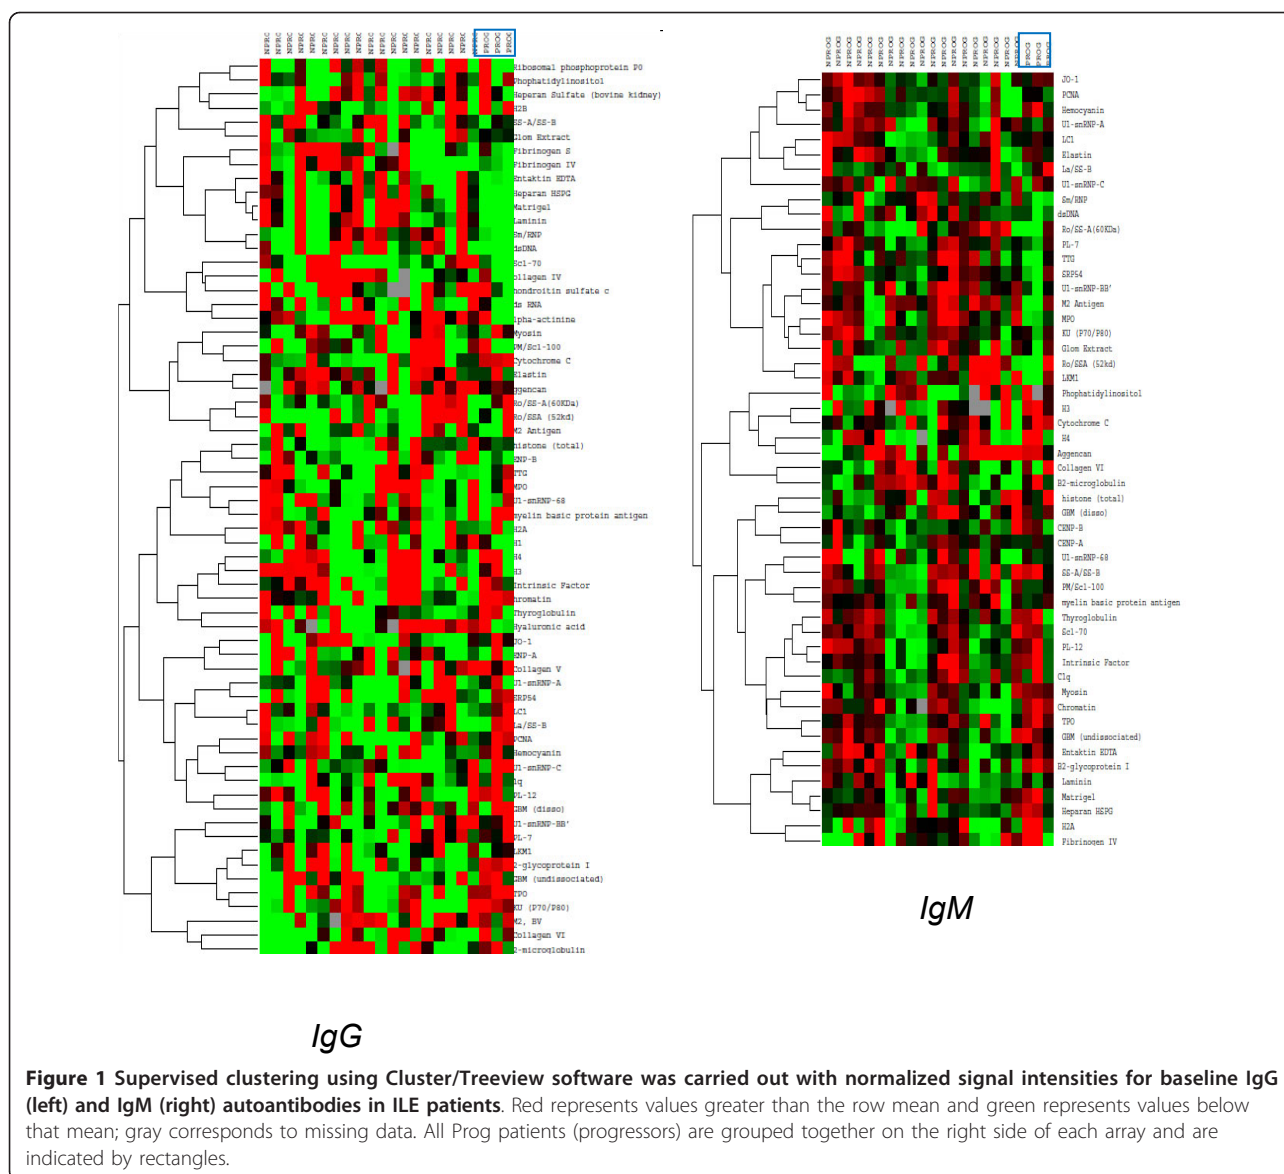 Ribosomal phosphoprotein P0
Phophatidylinositol
Heparan Sulfate (bovine kidney)
H2B
SS-A/SS-B
Glom Extract
Fibrinogen S
Fibrinogen IV
Entaktin EDTA
Heparan HSPG
Matrigel
Laminin
Sm/RNP
dsDNA
Scl-70
ollagen IV
hondroitin sulfate c
ds RNA
lpha-actinine
Myosin
PM/Scl-100
Cytochrome C
Elastin
ggencan
Ro/SS-A(60KDa)
Ro/SSA (52kd)
M2 Antigen
histone (total)
ENP-B
TTG
MPO
U1-snRNP-68
myelin basic protein antigen
H2A
H1
H4
H3
Intrinsic Factor
hromatin
Thyroglobulin
Hyaluronic acid
JO-1
ENP-A
Collagen V
U1-snRNP-A
SRP54
LC1
La/SS-B
PCNA
Hemocyanin
U1-snRNP-C
1q
PL-12
GBM (disso)
U1-snRNP-BB'
PL-7
LKM1
2-glycoprotein I
GBM (undissociated)
TPO
KU (P70/P80)
M2, BV
Collagen VI
2-microglobulin
IgG
JO-1
PCNA
Hemocyanin
U1-snRNP-A
LC1
Elastin
La/SS-B
U1-snRNP-C
Sm/RNP
dsDNA
Ro/SS-A(60KDa)
PL-7
TTG
SRP54
U1-snRNP-BB'
M2 Antigen
MPO
KU (P70/P80)
Glom Extract
Ro/SSA (52kd)
LKM1
Phophatidylinositol
H3
Cytochrome C
H4
Aggencan
Collagen VI
B2-microglobulin
histone (total)
GBM (disso)
CENP-B
CENP-A
U1-snRNP-68
SS-A/SS-B
PM/Scl-100
myelin basic protein antigen
Thyroglobulin
Scl-70
PL-12
Intrinsic Factor
C1q
Myosin
Chromatin
TPO
GBM (undissociated)
Entaktin EDTA
B2-glycoprotein I
Laminin
Matrigel
Heparan HSPG
H2A
Fibrinogen IV
IgM
Figure 1 Supervised clustering using Cluster/Treeview software was carried out with normalized signal intensities for baseline IgG
(left) and IgM (right) autoantibodies in ILE patients. Red represents values greater than the row mean and green represents values below
that mean; gray corresponds to missing data. All Prog patients (progressors) are grouped together on the right side of each array and are
indicated by rectangles.